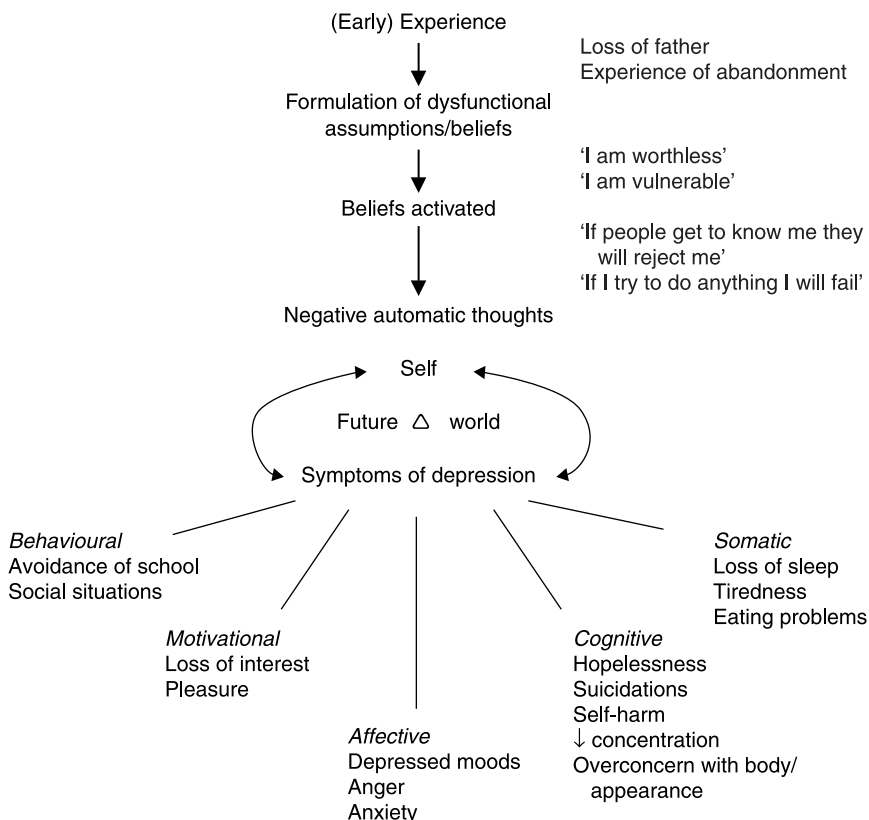 (Early) Experience
Loss of father
Experience of abandonment
Formulation of dysfunctional
assumptions/beliefs
‘I am worthless’
‘I am vulnerable’
Beliefs activated
‘If people get to know me they
will reject me’
‘If I try to do anything I will fail’
Negative automatic thoughts
Self
Future △ world
Symptoms of depression
Behavioural
Avoidance of school
Social situations
Motivational
Loss of interest
Pleasure
Affective
Depressed moods
Anger
Anxiety
Cognitive
Hopelessness
Suicidations
Self-harm
↓ concentration
Overconcern with body/
appearance
Somatic
Loss of sleep
Tiredness
Eating problems